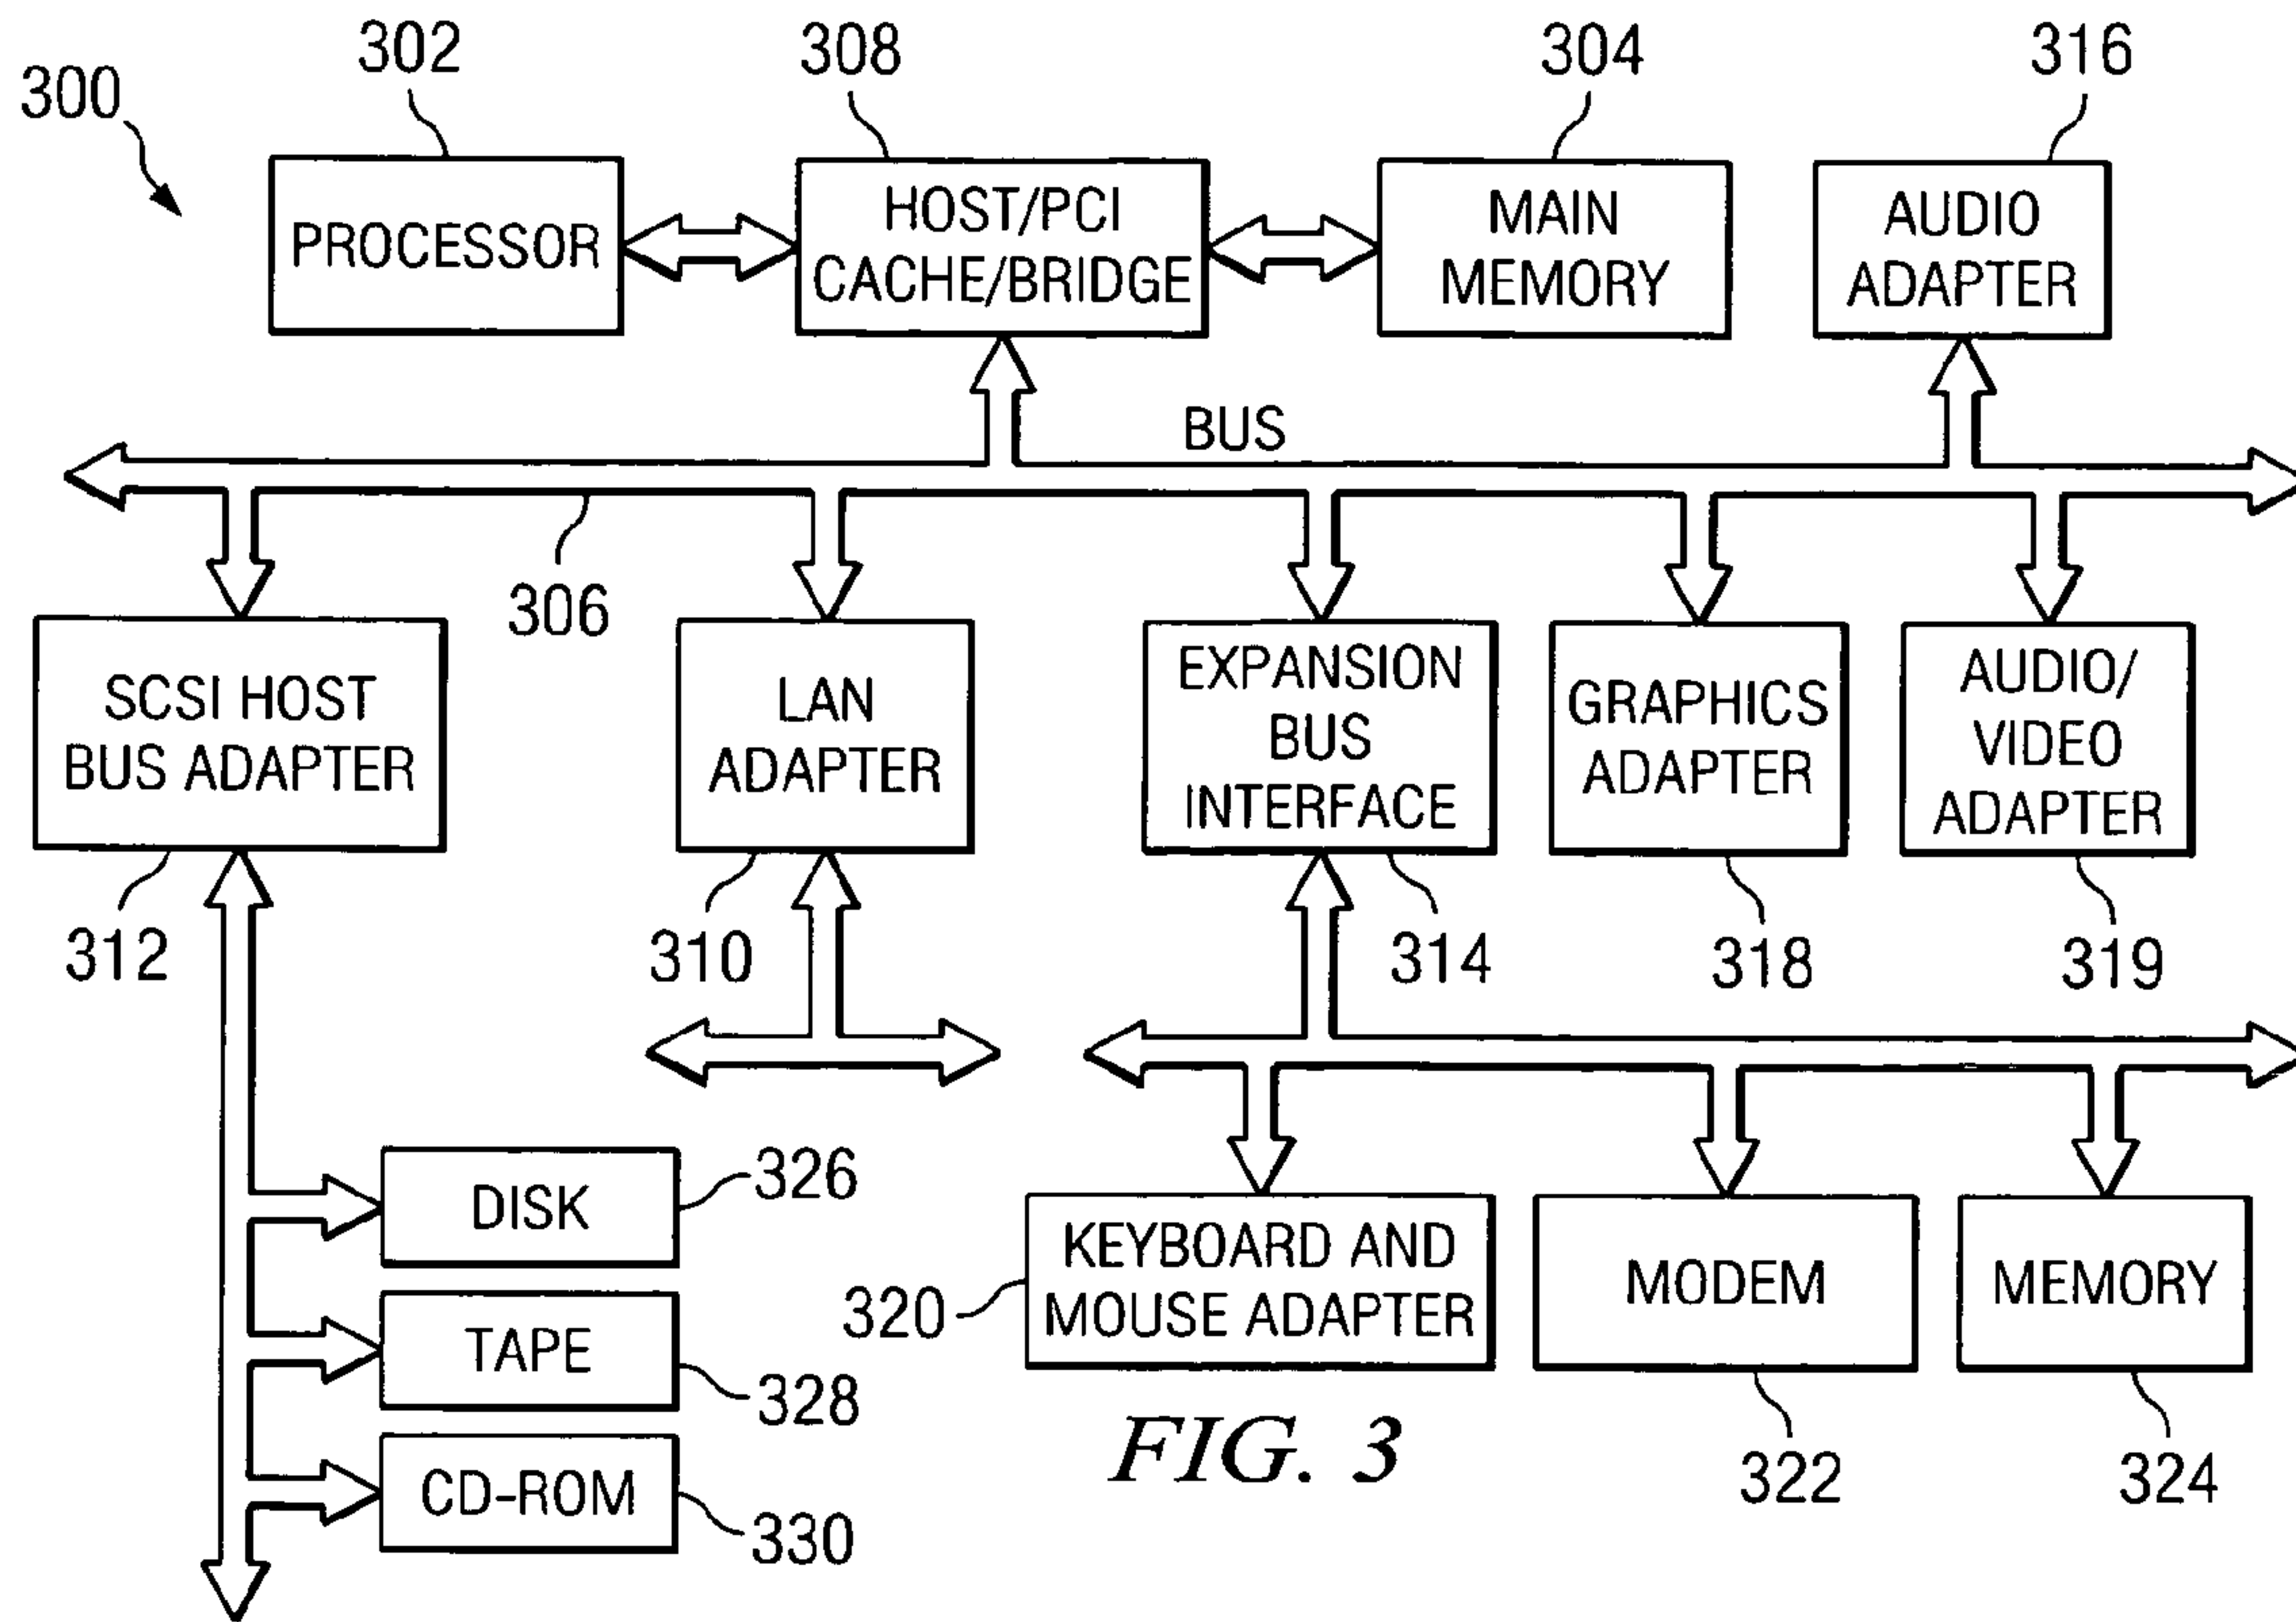 300
302
308
304
316
PROCESSOR
HOST/PCI
CACHE/BRIDGE
MAIN
MEMORY
AUDIO
ADAPTER
BUS
306
SCSI HOST
BUS ADAPTER
LAN
ADAPTER
EXPANSION
BUS
INTERFACE
GRAPHICS
ADAPTER
AUDIO/
VIDEO
ADAPTER
312
310
314
318
319
DISK
326
TAPE
328
CD-ROM
330
320
KEYBOARD AND
MOUSE ADAPTER
MODEM
MEMORY
322
324
FIG. 3